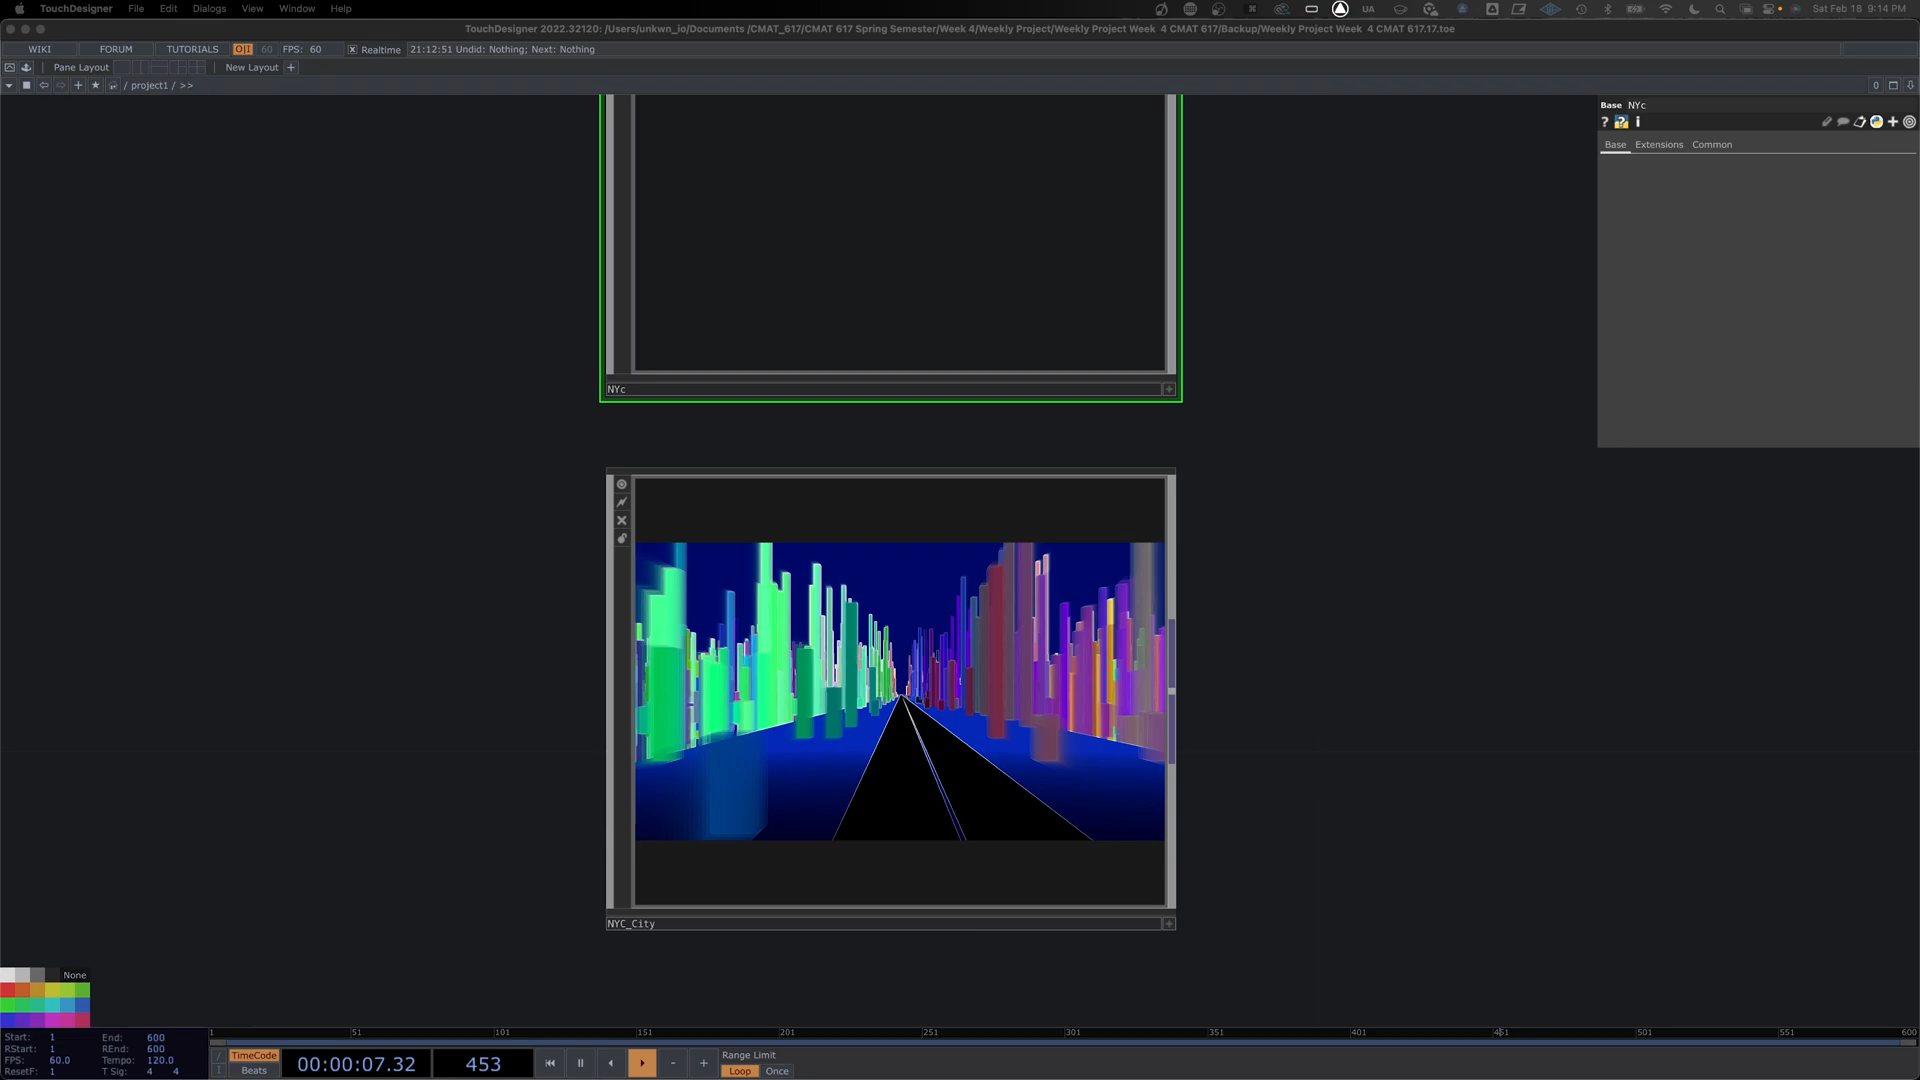 TouchDesigner File Edit Dialogs View Window Help UA Sat Feb 18 9:14 PM
TouchDesigner 2022.32120: /Users/unkwn_io/Documents /CMAT_617/CMAT 617 Spring Semester/Week 4/Weekly Project/Weekly Project Week 4 CMAT 617/Backup/Weekly Project Week 4 CMAT 617.17.toe
WIKI FORUM TUTORIALS O|I 60 FPS: 60 Realtime 21:12:51 Undid: Nothing; Next: Nothing
Pane Layout New Layout +
/ project1 / >> 0
Base NYc
? ? i
Base Extensions Common
NYc
NYC_City
None
1 51 101 151 201 251 301 351 401 451 501 551 600
Start: 1 End: 600
RStart: 1 REnd: 600
FPS: 60.0 Tempo: 120.0
ResetF: 1 T Sig: 4 4
TimeCode
Beats
00:00:07.32 453
- +
Range Limit
Loop Once